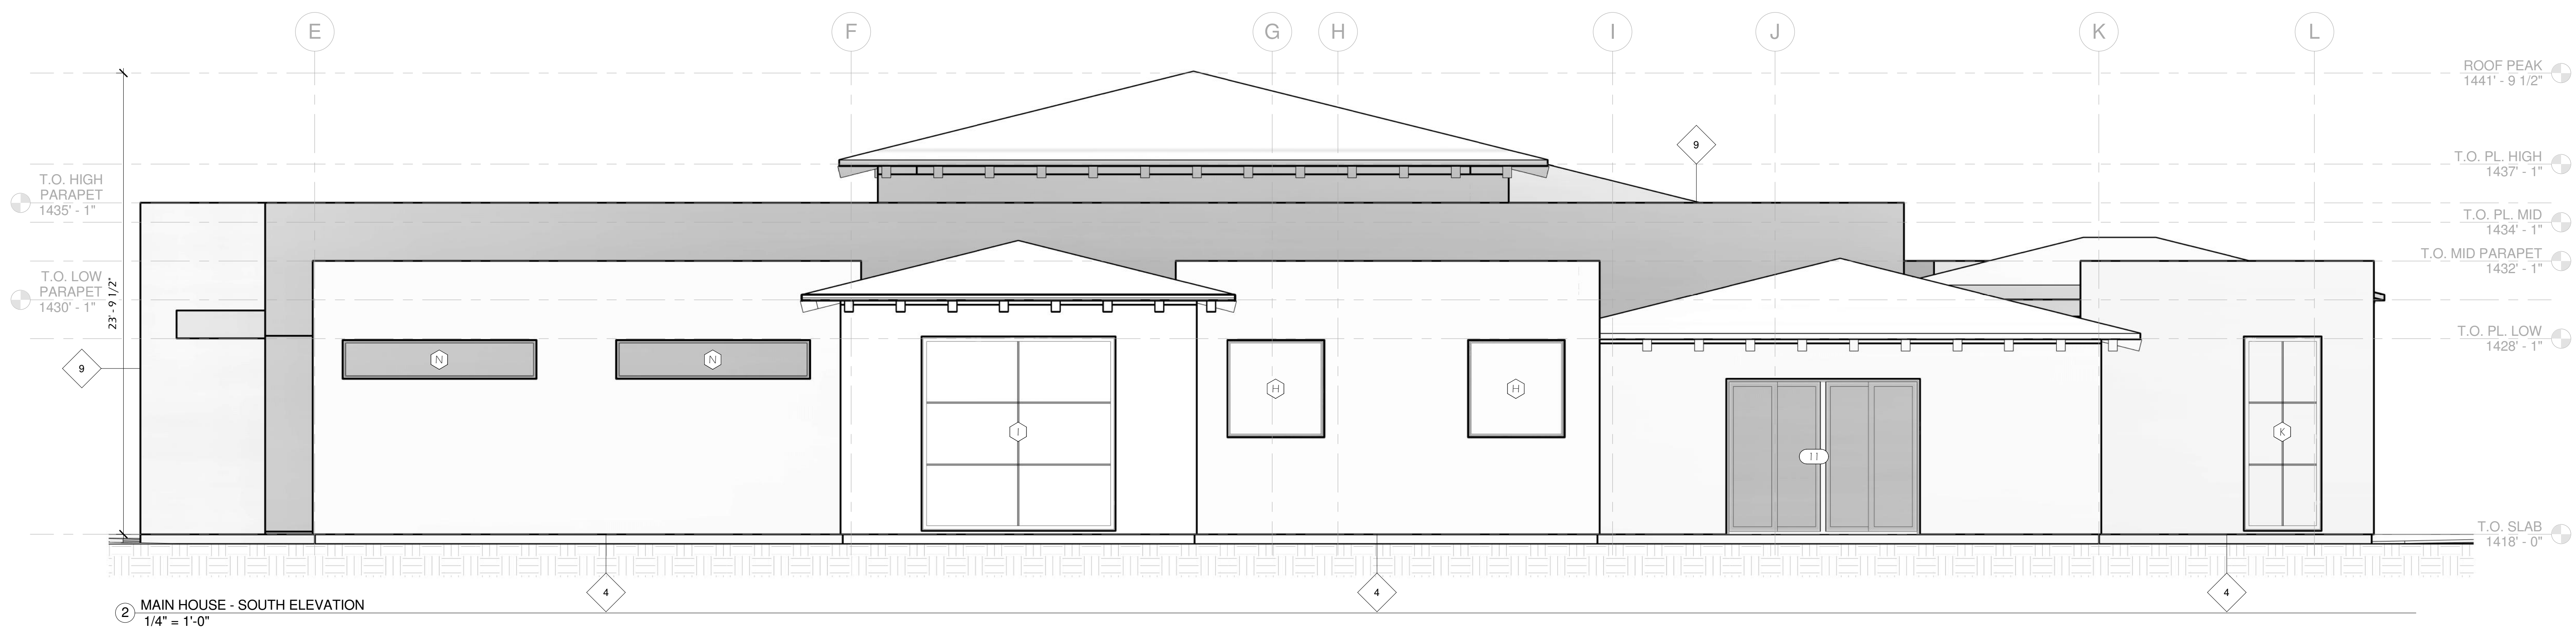 E F G H I J K L
ROOF PEAK
1441' - 9 1/2"
9
T.O. PL. HIGH
1437' - 1"
T.O. HIGH
PARAPET
1435' - 1"
T.O. PL. MID
1434' - 1"
T.O. MID PARAPET
1432' - 1"
T.O. LOW
PARAPET
1430' - 1"
23' - 9 1/2"
T.O. PL. LOW
1428' - 1"
9
N N
H H
I
K
11
T.O. SLAB
1418' - 0"
4 4 4
2 MAIN HOUSE - SOUTH ELEVATION
1/4" = 1'-0"